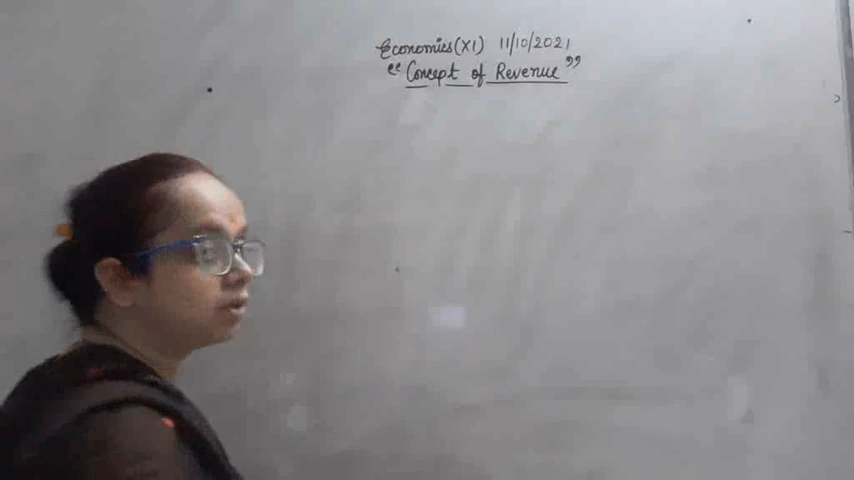 Economics(XI) 11/10/2021
"Concept of Revenue"